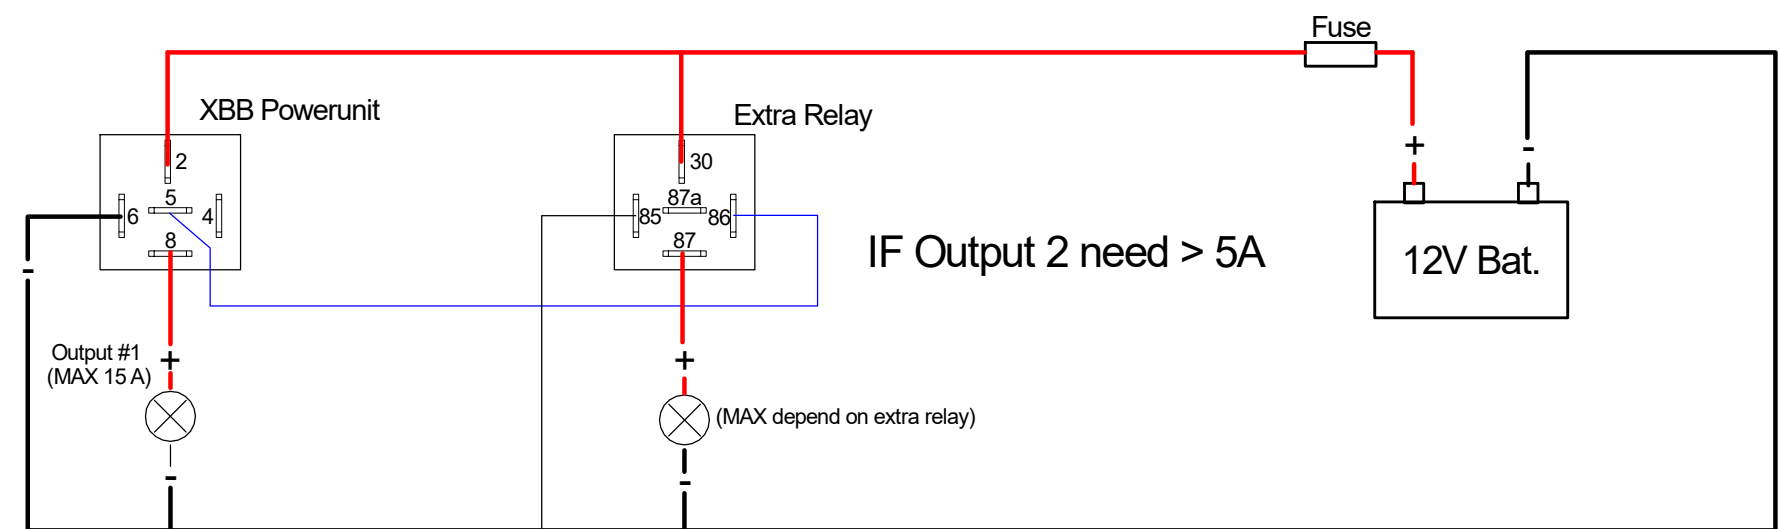 Fuse
XBB Powerunit
Extra Relay
2
30
+
-
5
87a
6
4
85
86
8
87
IF Output 2 need > 5A
12V Bat.
-
Output #1
(MAX 15 A)
+
+
(MAX depend on extra relay)
-
-